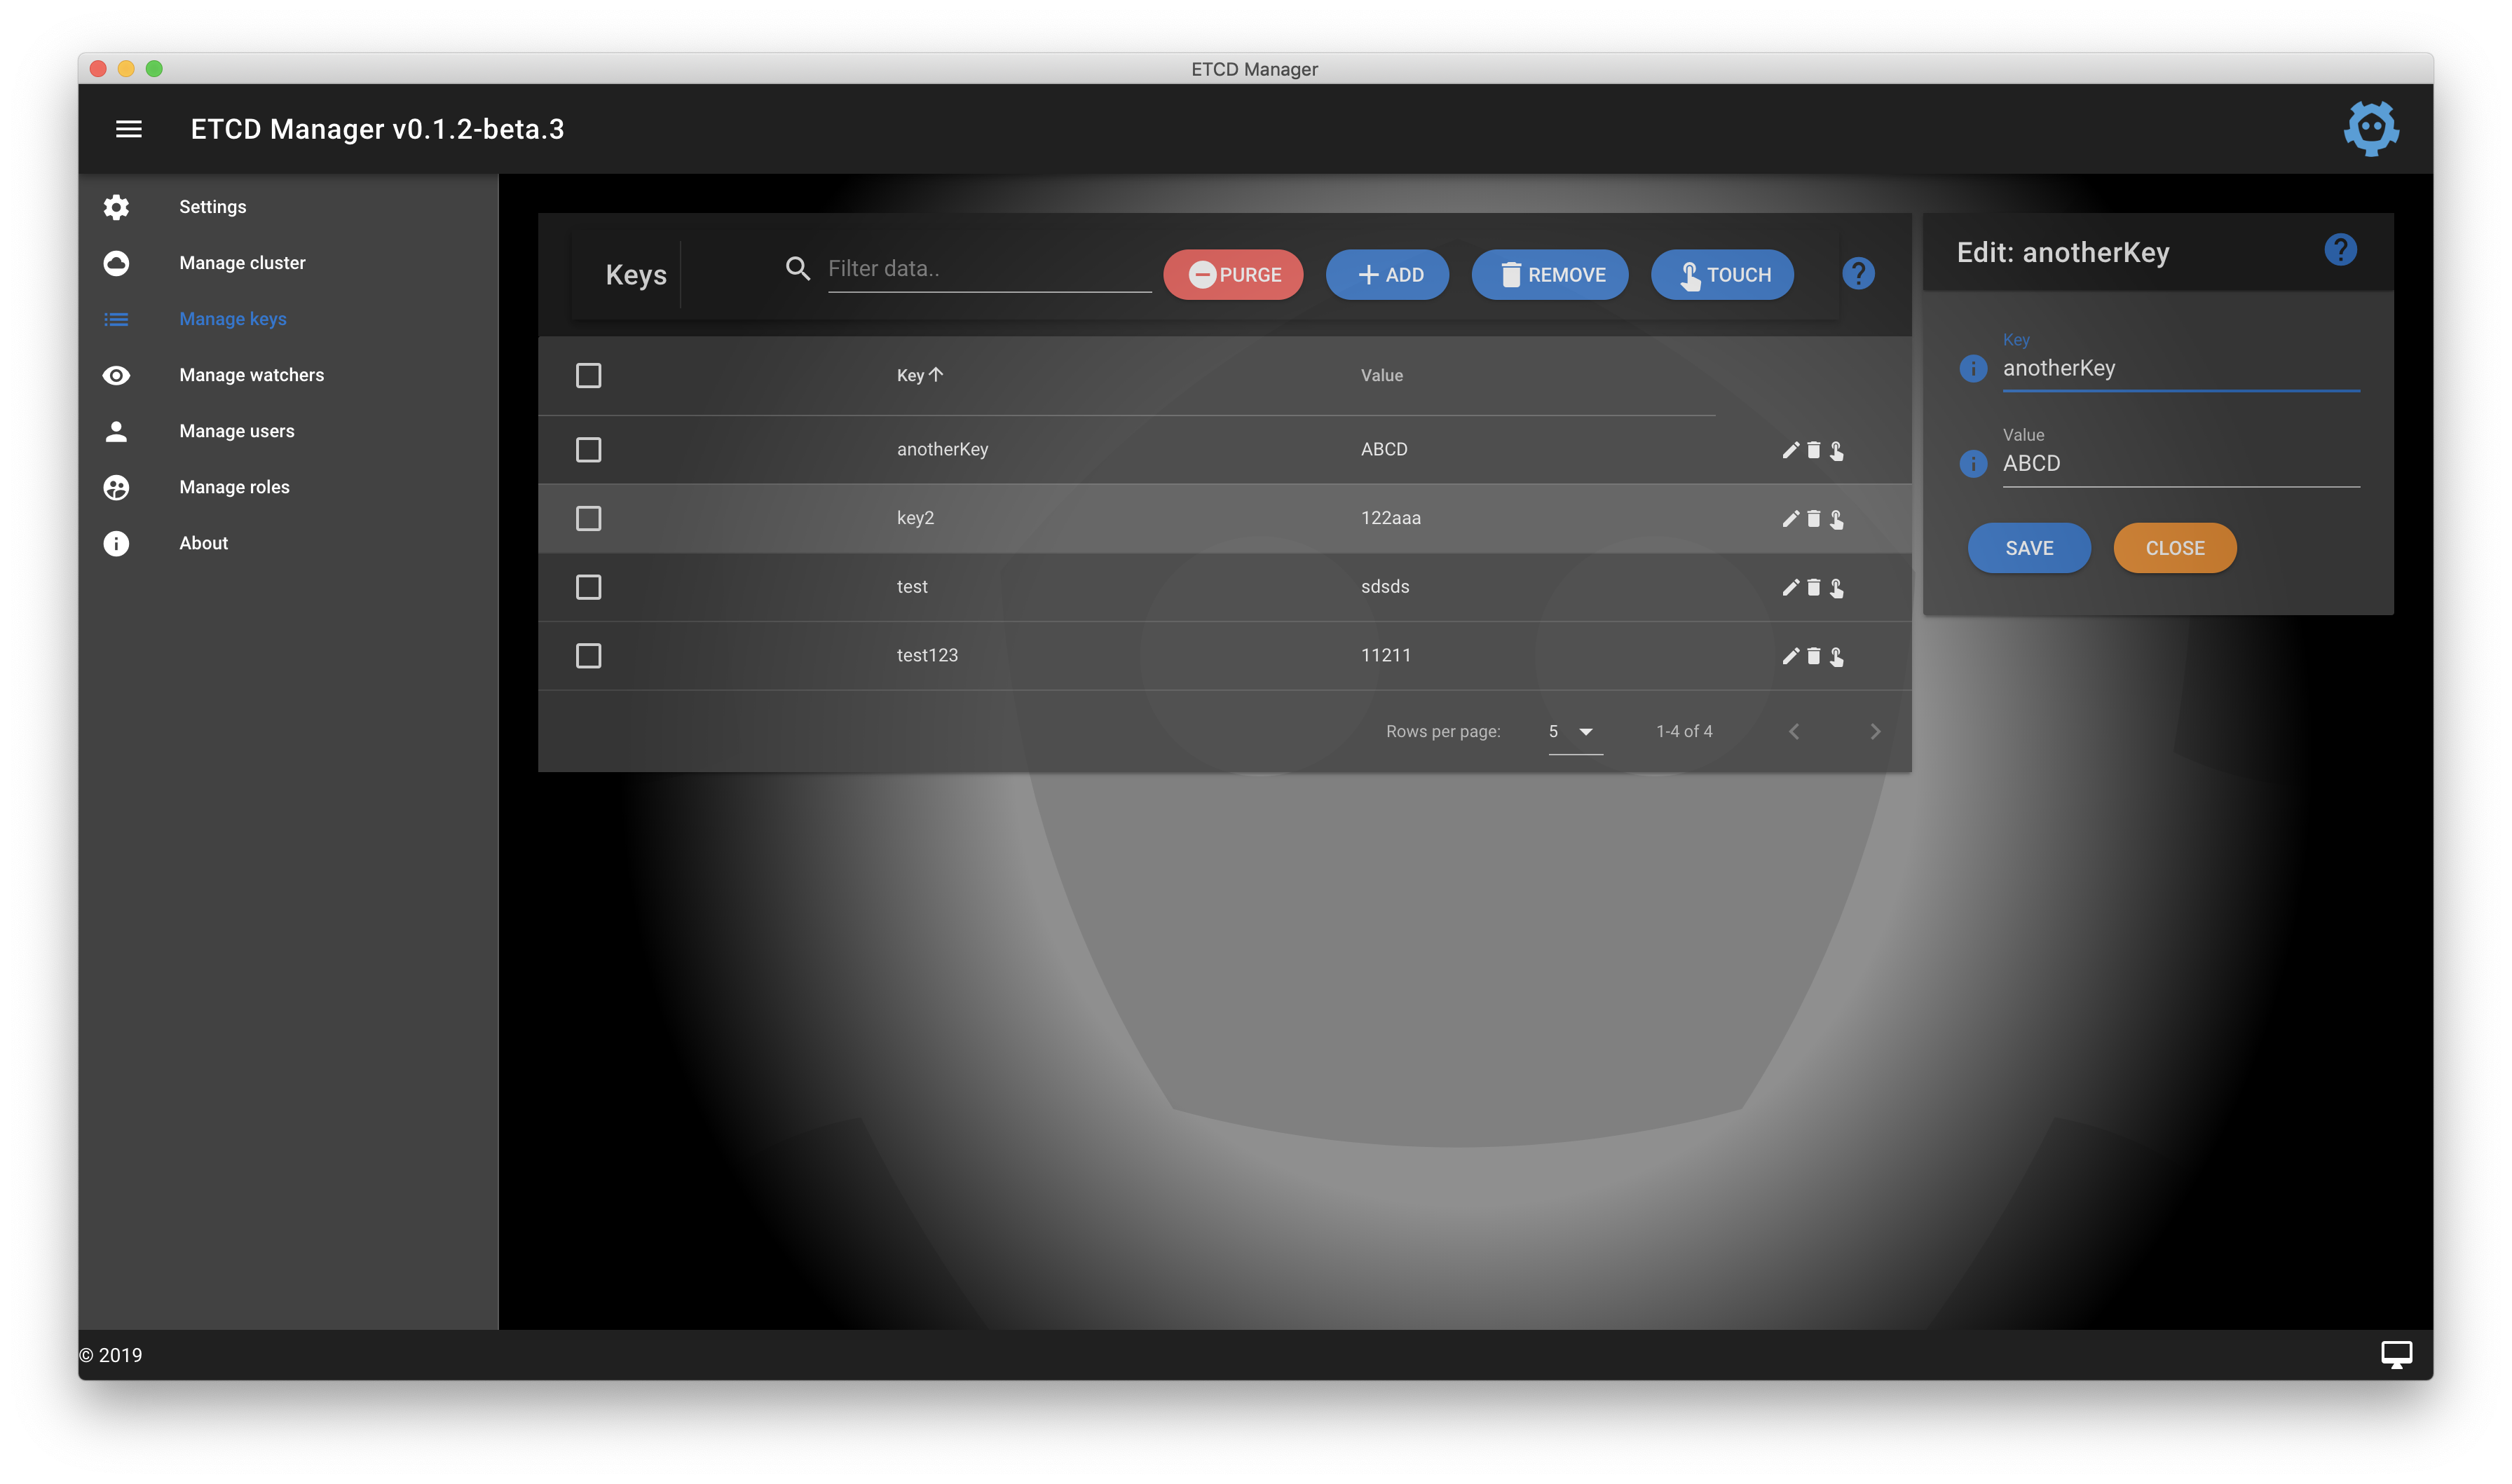 ETCD Manager
ETCD Manager v0.1.2-beta.3
Settings
Manage cluster
Manage keys
Manage watchers
Manage users
Manage roles
About
Keys
Filter data..
PURGE
ADD
REMOVE
TOUCH
Key Value
anotherKey ABCD
key2 122aaa
test sdsds
test123 11211
Rows per page: 5 1-4 of 4
Edit: anotherKey
Key
anotherKey
Value
ABCD
SAVE CLOSE
© 2019